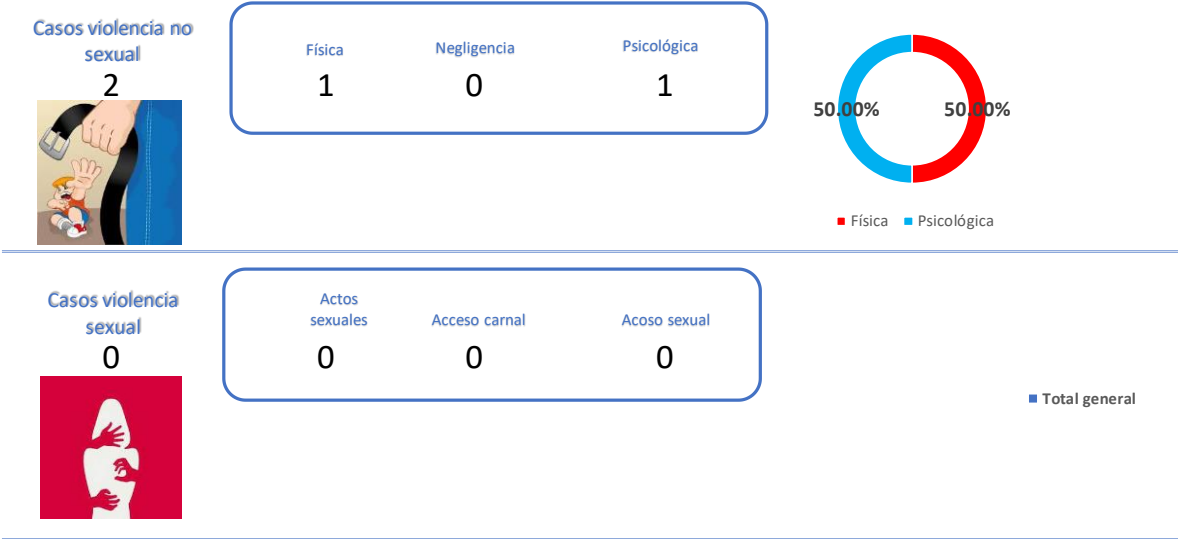 Casos violencia no
sexual
2
Física
Negligencia
Psicológica
1
0
1
50.00%
50.00%
Física
Psicológica
Casos violencia
sexual
0
Actos
sexuales
Acceso carnal
Acoso sexual
0
0
0
Total general